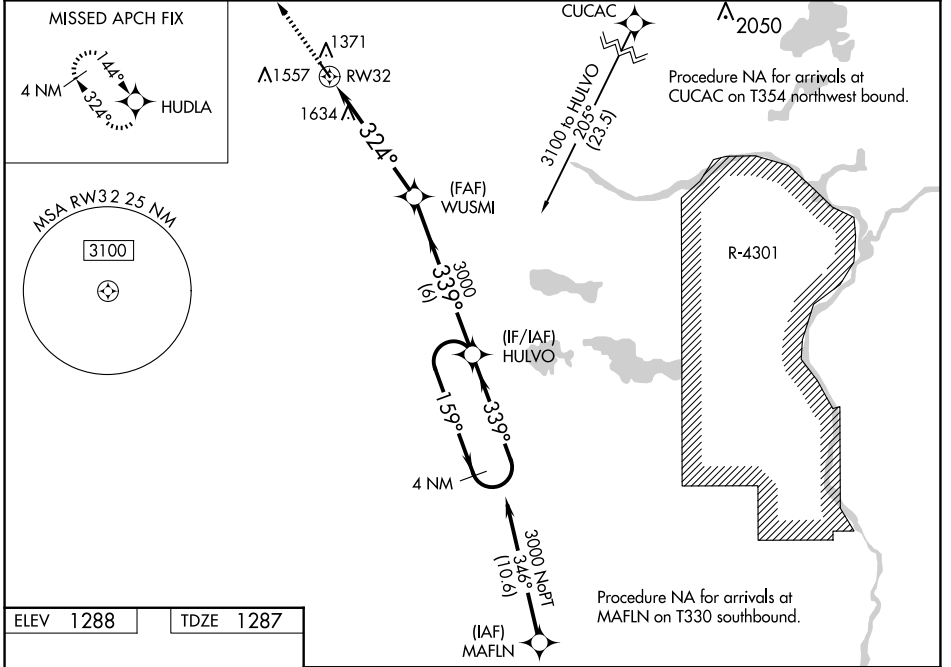 MISSED APCH FIX
4 NM
144°
324°
HUDLA
MSA RW32 25 NM
3100
1371
1557
RW32
1634
324°
(FAF)
WUSMI
3000
339°
(6)
(IF/IAF)
HULVO
159°
339°
4 NM
3000 NoPT
346°
(10.6)
(IAF)
MAFLN
CUCAC
3100 to HULVO
205°
(23.5)
2050
Procedure NA for arrivals at
CUCAC on T354 northwest bound.
R-4301
Procedure NA for arrivals at
MAFLN on T330 southbound.
ELEV 1288
TDZE 1287